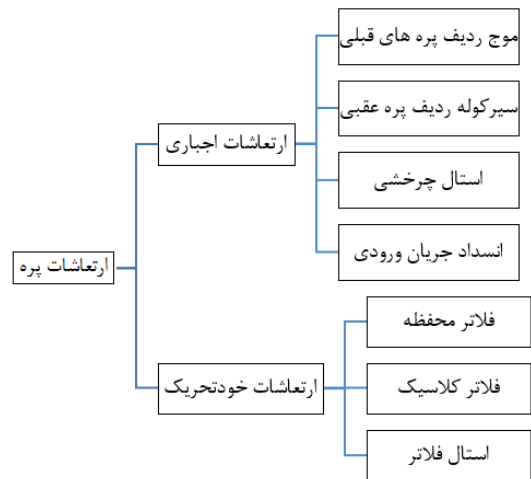 ارتعاشات پره
ارتعاشات اجباری
موج ردیف پره های قبلی
سیرکوله ردیف پره عقبی
استال چرخشی
انسداد جریان ورودی
ارتعاشات خودتحریک
فلاتر محفظه
فلاتر کلاسیک
استال فلاتر